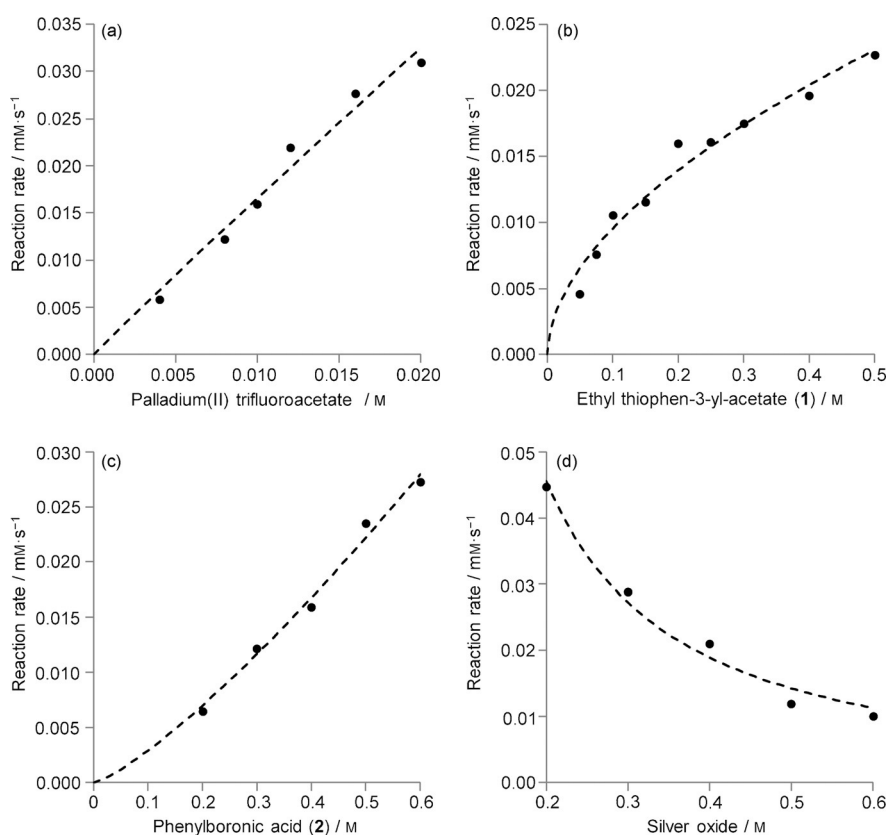 (a)
Reaction rate / mM·s⁻¹
0.035
0.030
0.025
0.020
0.015
0.010
0.005
0.000
0.000 0.005 0.010 0.015 0.020
Palladium(II) trifluoroacetate / M
(b)
Reaction rate / mM·s⁻¹
0.025
0.020
0.015
0.010
0.005
0.000
0 0.1 0.2 0.3 0.4 0.5
Ethyl thiophen-3-yl-acetate (1) / M
(c)
Reaction rate / mM·s⁻¹
0.030
0.025
0.020
0.015
0.010
0.005
0.000
0 0.1 0.2 0.3 0.4 0.5 0.6
Phenylboronic acid (2) / M
(d)
Reaction rate / mM·s⁻¹
0.05
0.04
0.03
0.02
0.01
0.00
0.2 0.3 0.4 0.5 0.6
Silver oxide / M